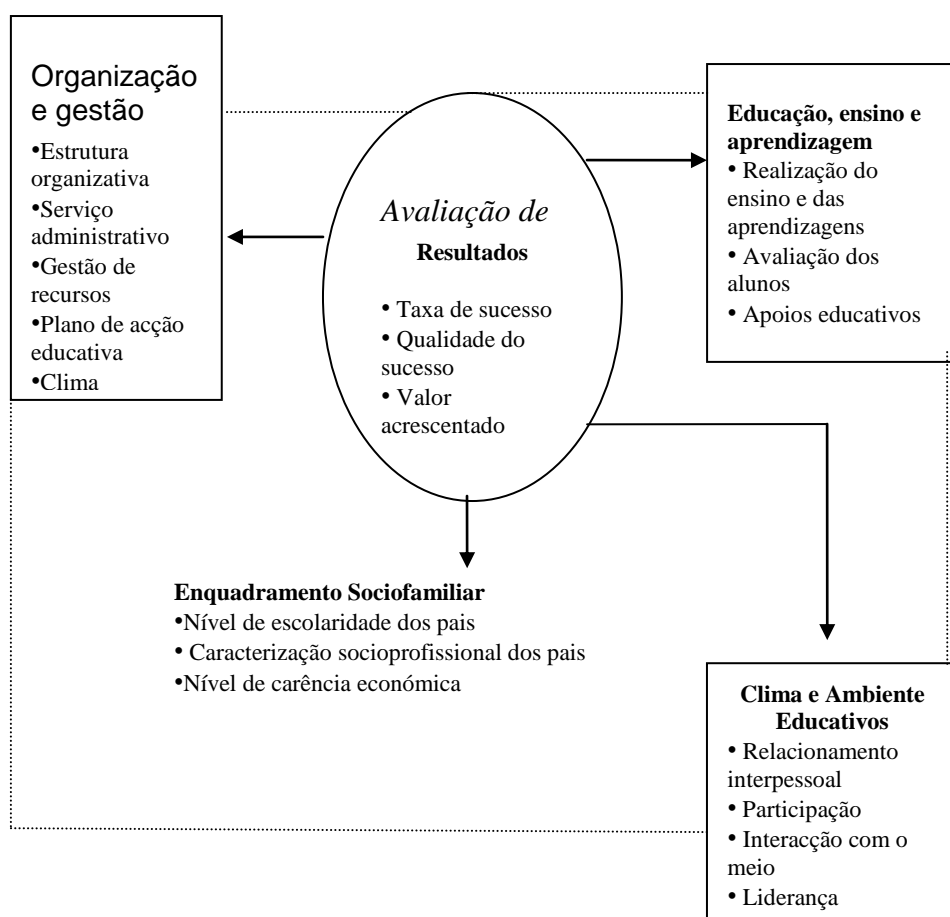 Organização
e gestão
•Estrutura
organizativa
•Serviço
administrativo
•Gestão de
recursos
•Plano de acção
educativa
•Clima
Avaliação de
Resultados
• Taxa de sucesso
• Qualidade do
sucesso
• Valor
acrescentado
Educação, ensino e
aprendizagem
• Realização do
ensino e das
aprendizagens
• Avaliação dos
alunos
• Apoios educativos
Enquadramento Sociofamiliar
•Nível de escolaridade dos pais
• Caracterização socioprofissional dos pais
•Nível de carência económica
Clima e Ambiente
Educativos
• Relacionamento
interpessoal
• Participação
• Interacção com o
meio
• Liderança